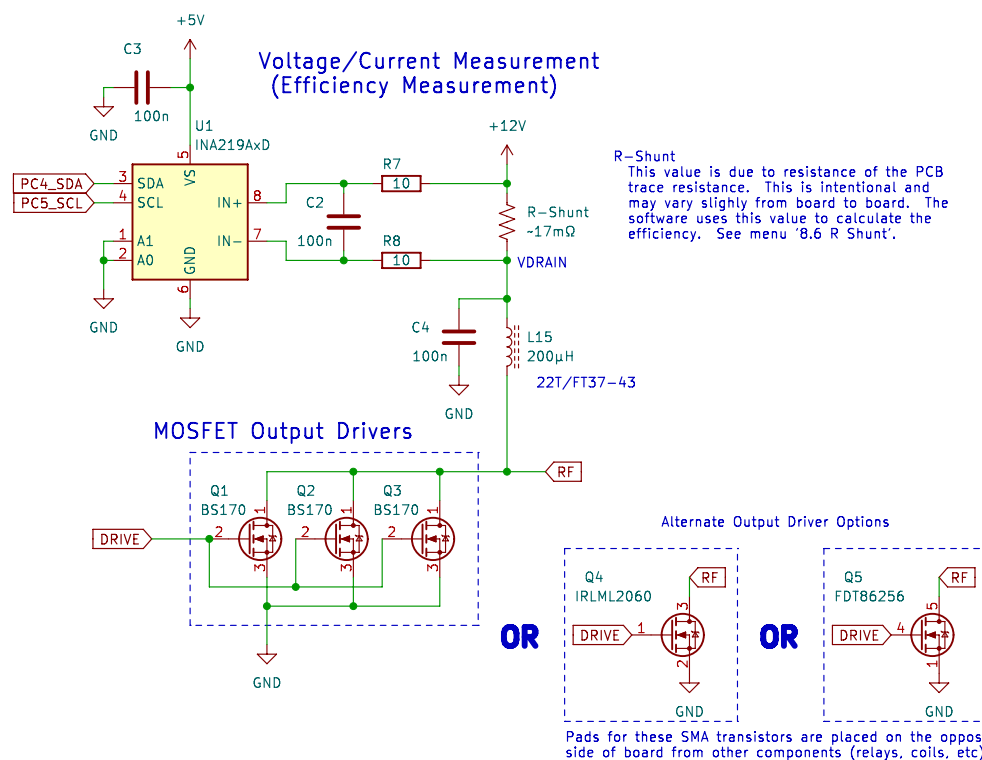 +5V
C3
100n
GND
Voltage/Current Measurement
(Efficiency Measurement)
U1
INA219AxD
PC4_SDA
PC5_SCL
3
4
1
2
5
6
8
7
SDA
SCL
A1
A0
VS
GND
IN+
IN-
GND
GND
C2
100n
R7
10
R8
10
+12V
R-Shunt
~17mΩ
VDRAIN
R-Shunt
This value is due to resistance of the PCB
trace resistance. This is intentional and
may vary slighly from board to board. The
software uses this value to calculate the
efficiency. See menu '8.6 R Shunt'.
C4
100n
GND
L15
200µH
22T/FT37-43
MOSFET Output Drivers
RF
Q1
BS170
Q2
BS170
Q3
BS170
DRIVE
2
1
3
2
1
3
2
1
3
GND
OR
Alternate Output Driver Options
Q4
IRLML2060
RF
DRIVE
1
3
2
GND
OR
Q5
FDT86256
RF
DRIVE
4
5
1
GND
Pads for these SMA transistors are placed on the oppos
side of board from other components (relays, coils, etc)